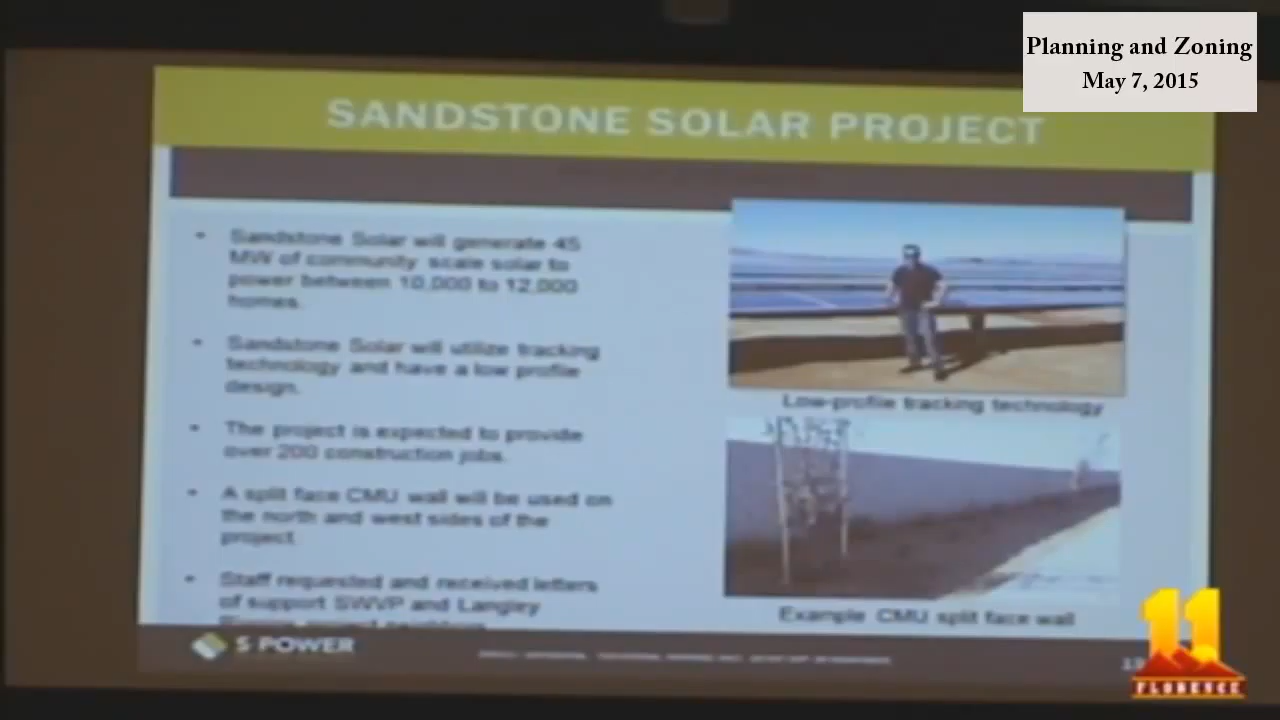 Planning and Zoning
May 7, 2015
SANDSTONE SOLAR PROJECT
• Sandstone Solar will generate 45
MW of community scale solar to
power between 10,000 to 12,000
homes.
• Sandstone Solar will utilize tracking
technology and have a low profile
design.
• The project is expected to provide
over 200 construction jobs.
• A split face CMU wall will be used on
the north and west sides of the
project.
• Staff requested and received letters
of support SWVP and Langley
Low-profile tracking technology
Example CMU split face wall
S POWER
11
FLORENCE